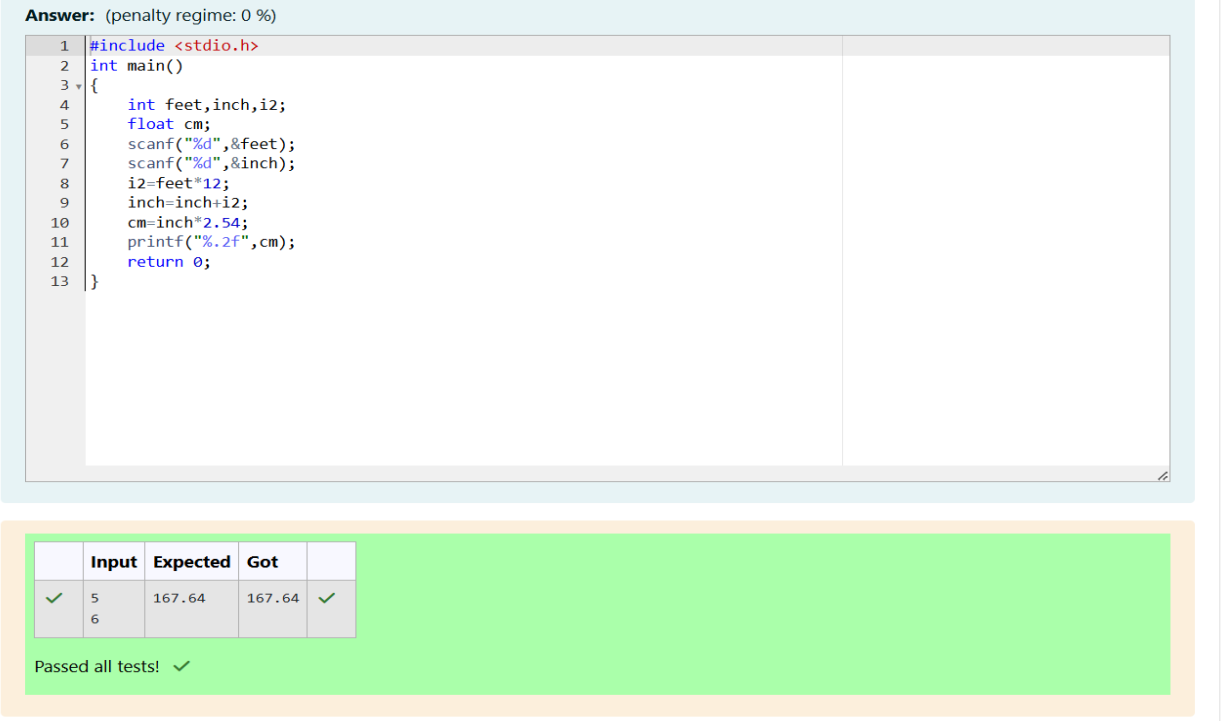 Answer: (penalty regime: 0 %)
1 #include <stdio.h>
2 int main()
3 {
4     int feet,inch,i2;
5     float cm;
6     scanf("%d",&feet);
7     scanf("%d",&inch);
8     i2=feet*12;
9     inch=inch+i2;
10     cm=inch*2.54;
11     printf("%.2f",cm);
12     return 0;
13 }
Input Expected Got
5 167.64 167.64
6
Passed all tests!